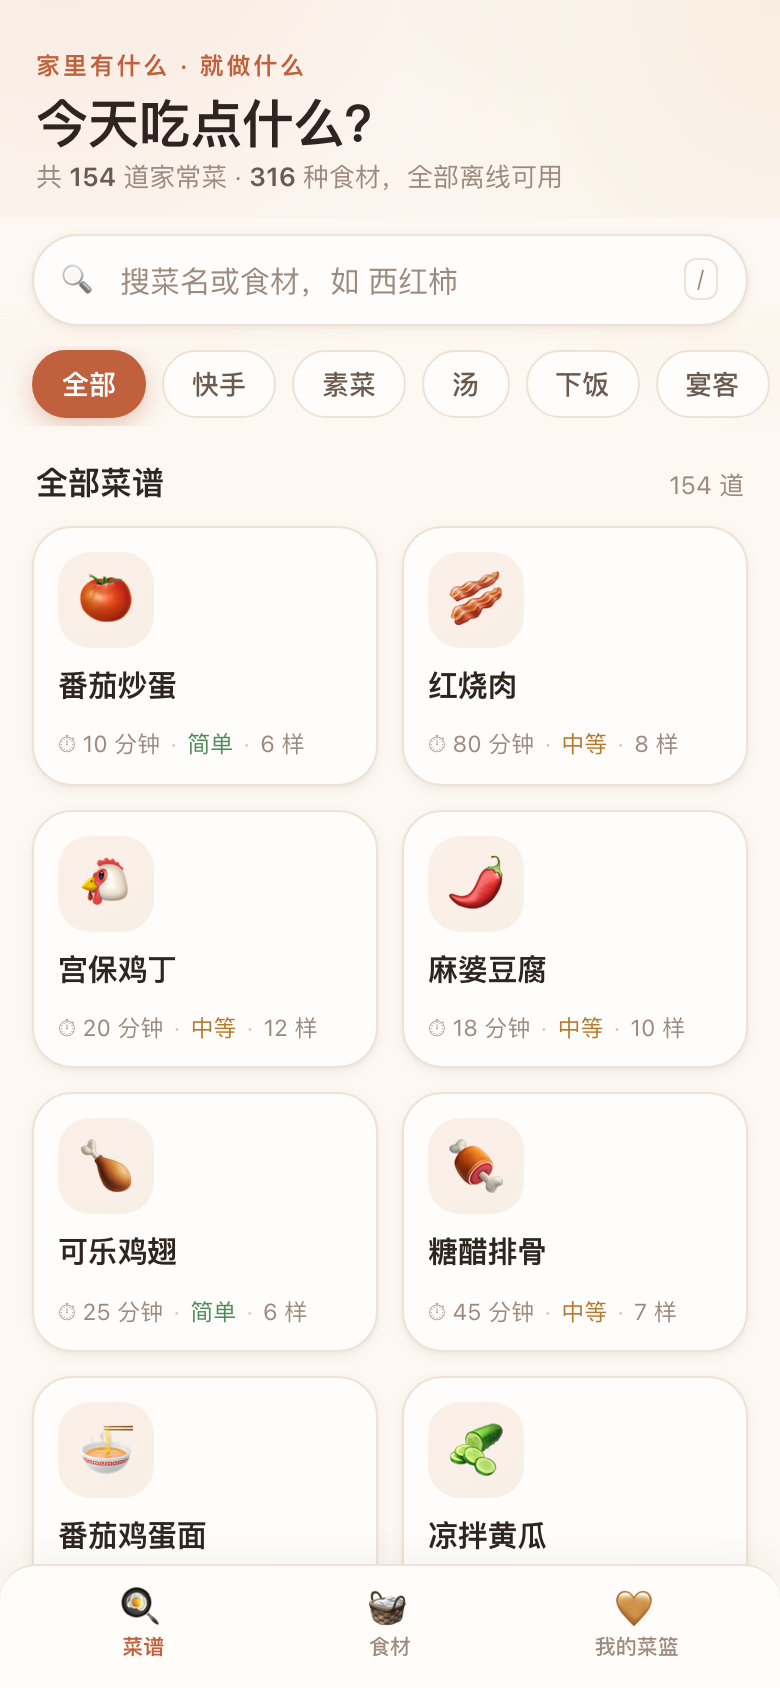 家里有什么 · 就做什么
今天吃点什么?
共 154 道家常菜 · 316 种食材，全部离线可用
搜菜名或食材，如 西红柿
/
全部 快手 素菜 汤 下饭 宴客
全部菜谱 154 道
番茄炒蛋
10 分钟 · 简单 · 6 样
红烧肉
80 分钟 · 中等 · 8 样
宫保鸡丁
20 分钟 · 中等 · 12 样
麻婆豆腐
18 分钟 · 中等 · 10 样
可乐鸡翅
25 分钟 · 简单 · 6 样
糖醋排骨
45 分钟 · 中等 · 7 样
番茄鸡蛋面
凉拌黄瓜
菜谱 食材 我的菜篮